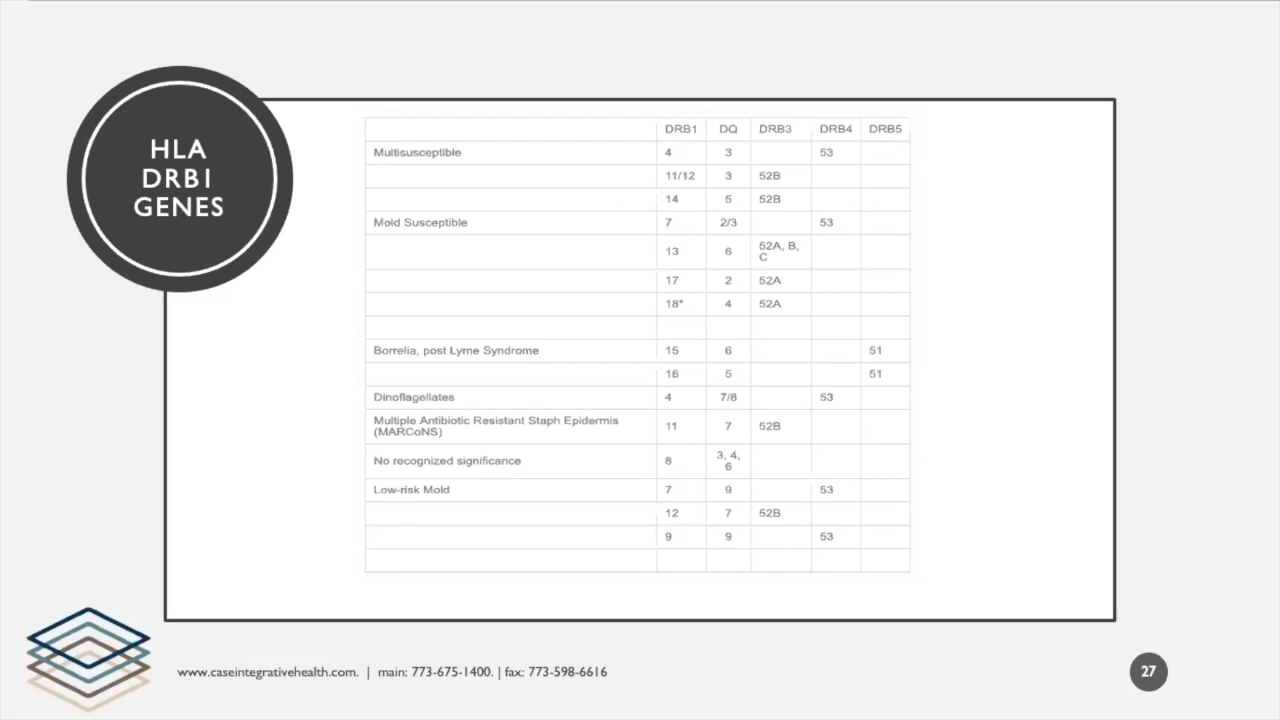 HLA
DRB1
GENES
DRB1 DQ DRB3 DRB4 DRB5
Multisusceptible 4 3 53
11/12 3 52B
14 5 52B
Mold Susceptible 7 2/3 53
13 6 52A, B, C
17 2 52A
18* 4 52A
Borrelia, post Lyme Syndrome 15 6 51
16 5 51
Dinoflagellates 4 7/8 53
Multiple Antibiotic Resistant Staph Epidermis
(MARCoNS) 11 7 52B
No recognized significance 8 3, 4, 6
Low-risk Mold 7 9 53
12 7 52B
9 9 53
www.caseintegrativehealth.com. | main: 773-675-1400. | fax: 773-598-6616
27